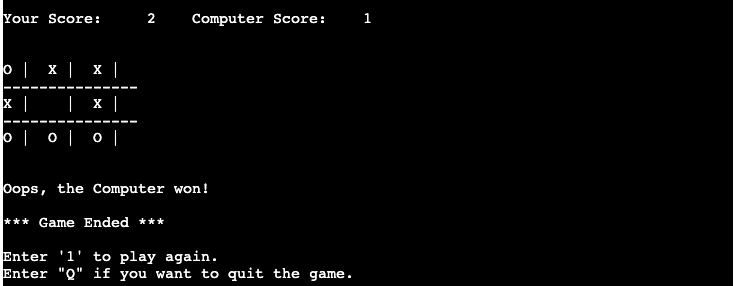 Your Score:     2    Computer Score:    1
O |  X |  X |
---------------
X |    |  X |
---------------
O |  O |  O |
Oops, the Computer won!
*** Game Ended ***
Enter '1' to play again.
Enter "Q" if you want to quit the game.